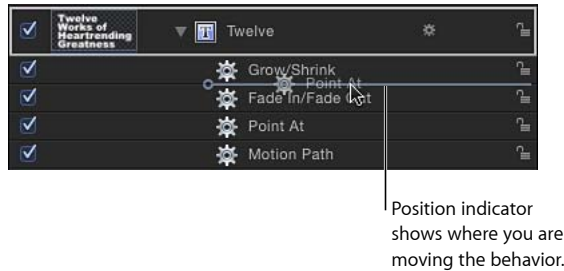 Twelve
Works of
Heartrending
Greatness
Twelve
Grow/Shrink
Point At
Fade In/Fade Out
Point At
Motion Path
Position indicator
shows where you are
moving the behavior.